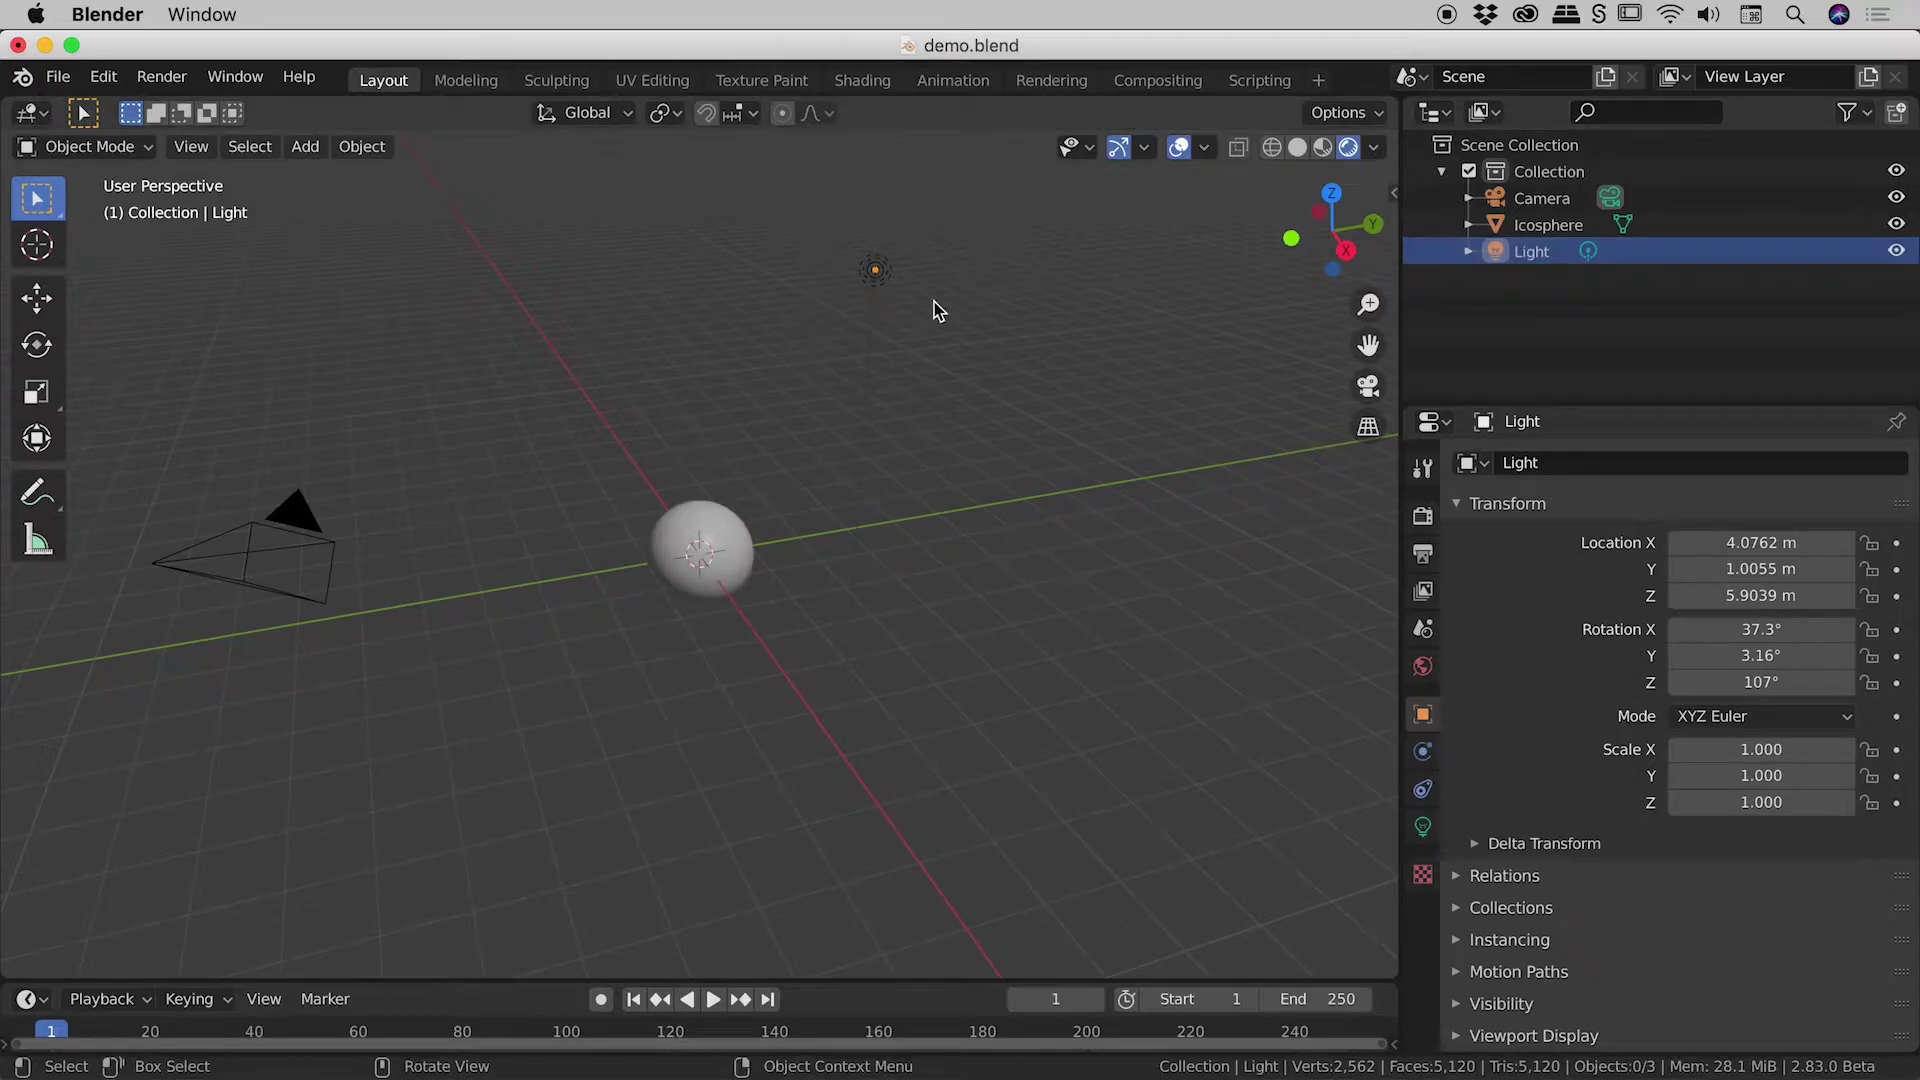 Blender Window
demo.blend
File Edit Render Window Help Layout Modeling Sculpting UV Editing Texture Paint Shading Animation Rendering Compositing Scripting + Scene View Layer
Global Options
Object Mode View Select Add Object
User Perspective
(1) Collection | Light
Z
Y
X
Scene Collection
Collection
Camera
Icosphere
Light
Light
Light
Transform
Location X 4.0762 m
Y 1.0055 m
Z 5.9039 m
Rotation X 37.3°
Y 3.16°
Z 107°
Mode XYZ Euler
Scale X 1.000
Y 1.000
Z 1.000
Delta Transform
Relations
Collections
Instancing
Motion Paths
Visibility
Viewport Display
Playback Keying View Marker 1 Start 1 End 250
1 20 40 60 80 100 120 140 160 180 200 220 240
Select Box Select Rotate View Object Context Menu Collection | Light | Verts:2,562 | Faces:5,120 | Tris:5,120 | Objects:0/3 | Mem: 28.1 MiB | 2.83.0 Beta